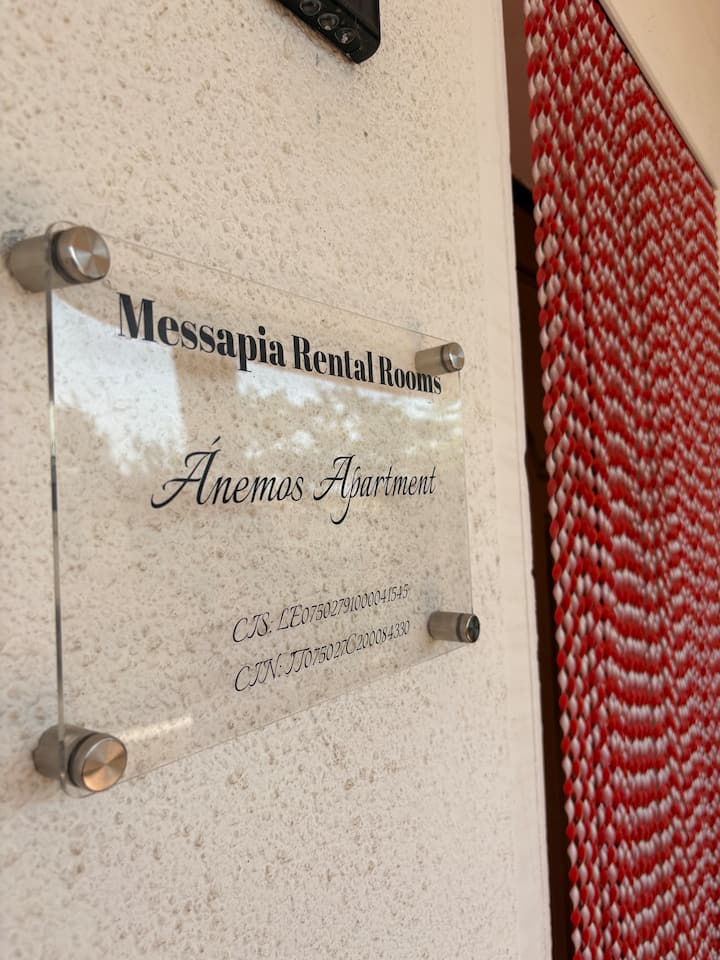 Messapia Rental Rooms
Ánemos Apartment
CIS: LE07502791000041545
CIN: IT075027C200084330